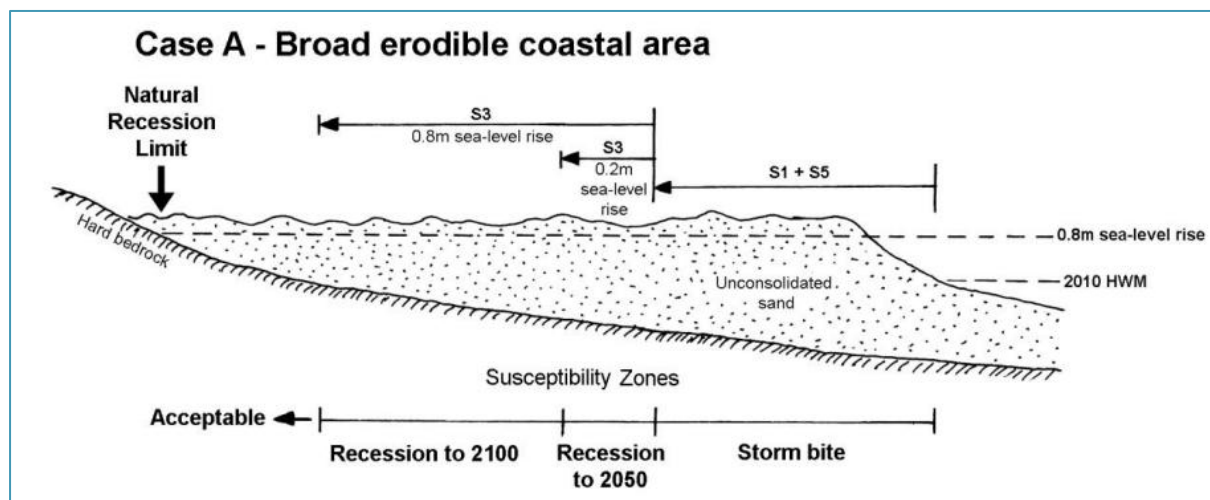 Case A - Broad erodible coastal area
Natural
Recession
Limit
S3
0.8m sea-level rise
S3
0.2m
sea-level
rise
S1 + S5
Hard bedrock
0.8m sea-level rise
Unconsolidated
sand
2010 HWM
Susceptibility Zones
Acceptable
Recession to 2100
Recession
to 2050
Storm bite